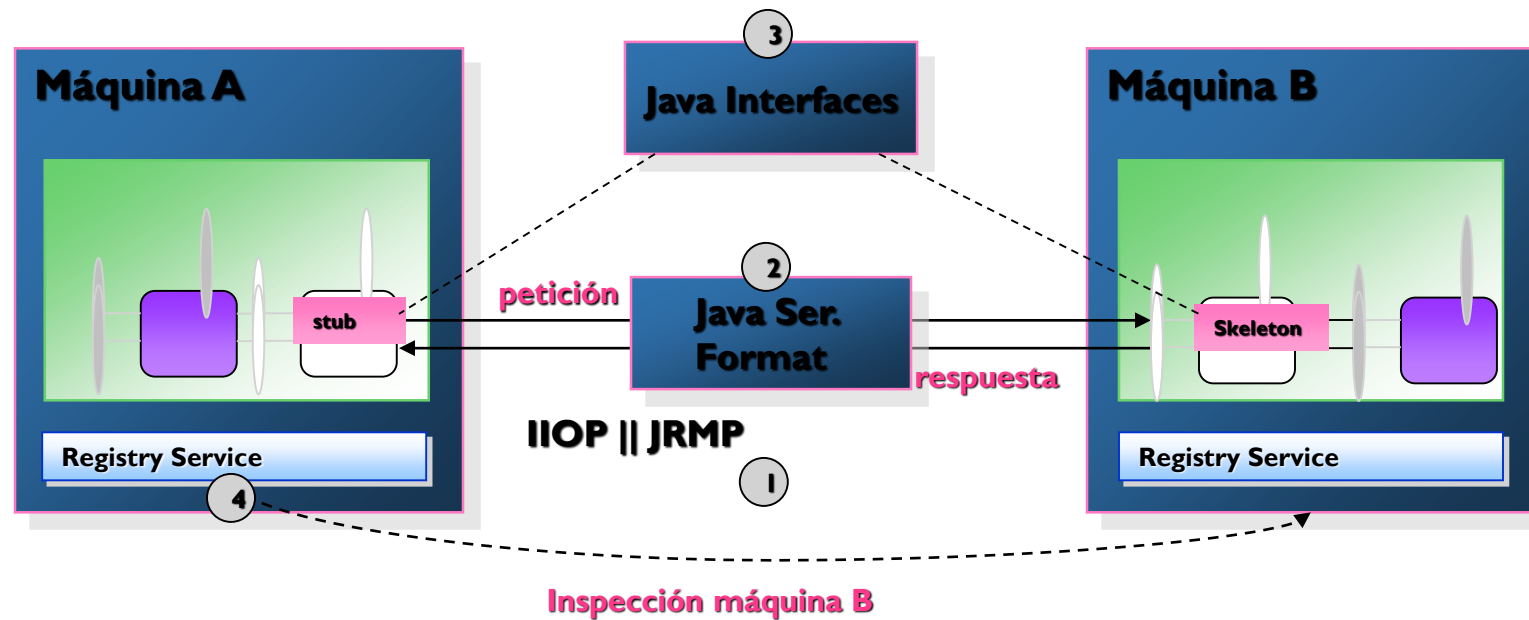 3
Máquina A
Java Interfaces
Máquina B
2
petición
Java Ser.
Format
stub
Skeleton
respuesta
IIOP || JRMP
Registry Service
Registry Service
1
4
Inspección máquina B